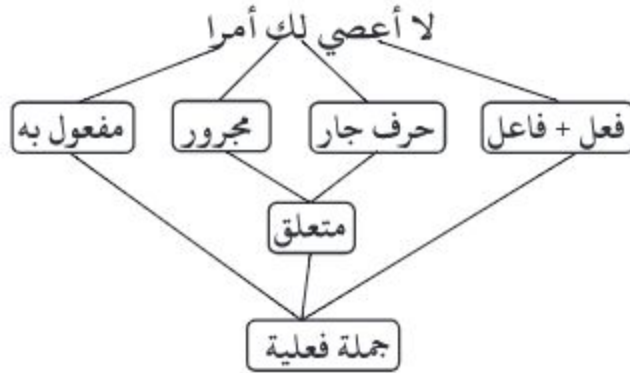 لا أعصي لك أمرا
فعل + فاعل
حرف جار
مجرور
مفعول به
متعلق
جملة فعلية